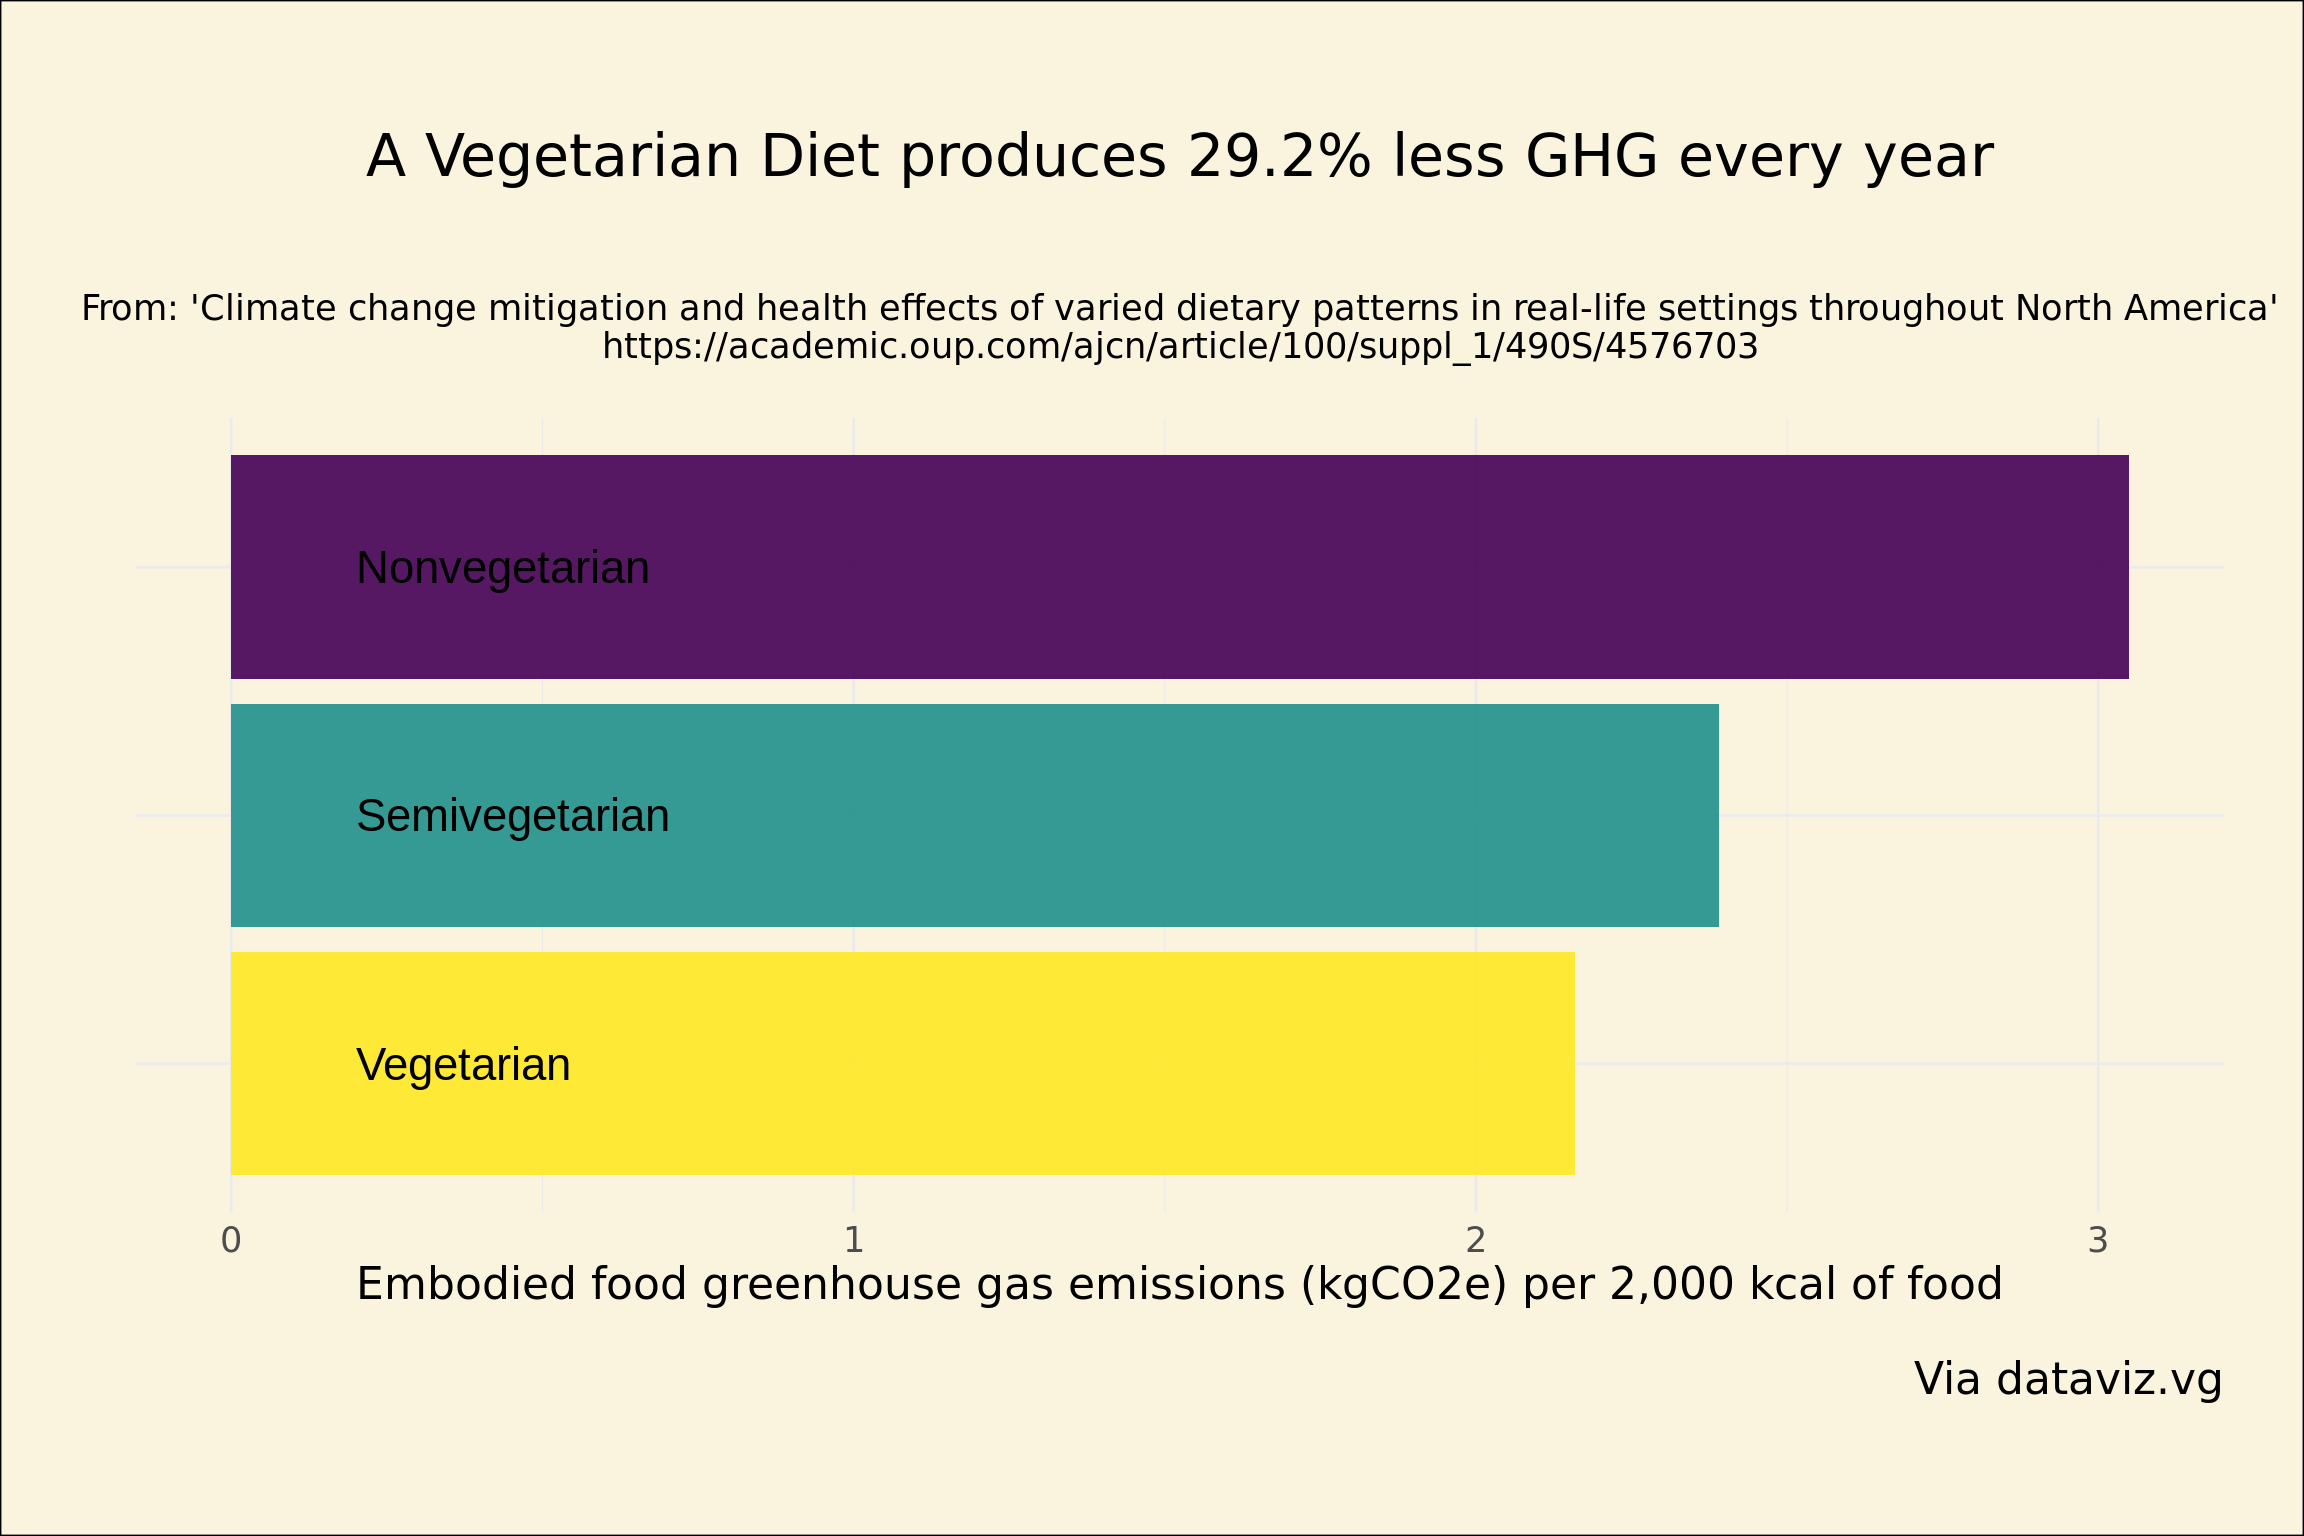 A Vegetarian Diet produces 29.2% less GHG every year
From: 'Climate change mitigation and health effects of varied dietary patterns in real-life settings throughout North America'
https://academic.oup.com/ajcn/article/100/suppl_1/490S/4576703
Nonvegetarian
Semivegetarian
Vegetarian
0 1 2 3
Embodied food greenhouse gas emissions (kgCO2e) per 2,000 kcal of food
Via dataviz.vg